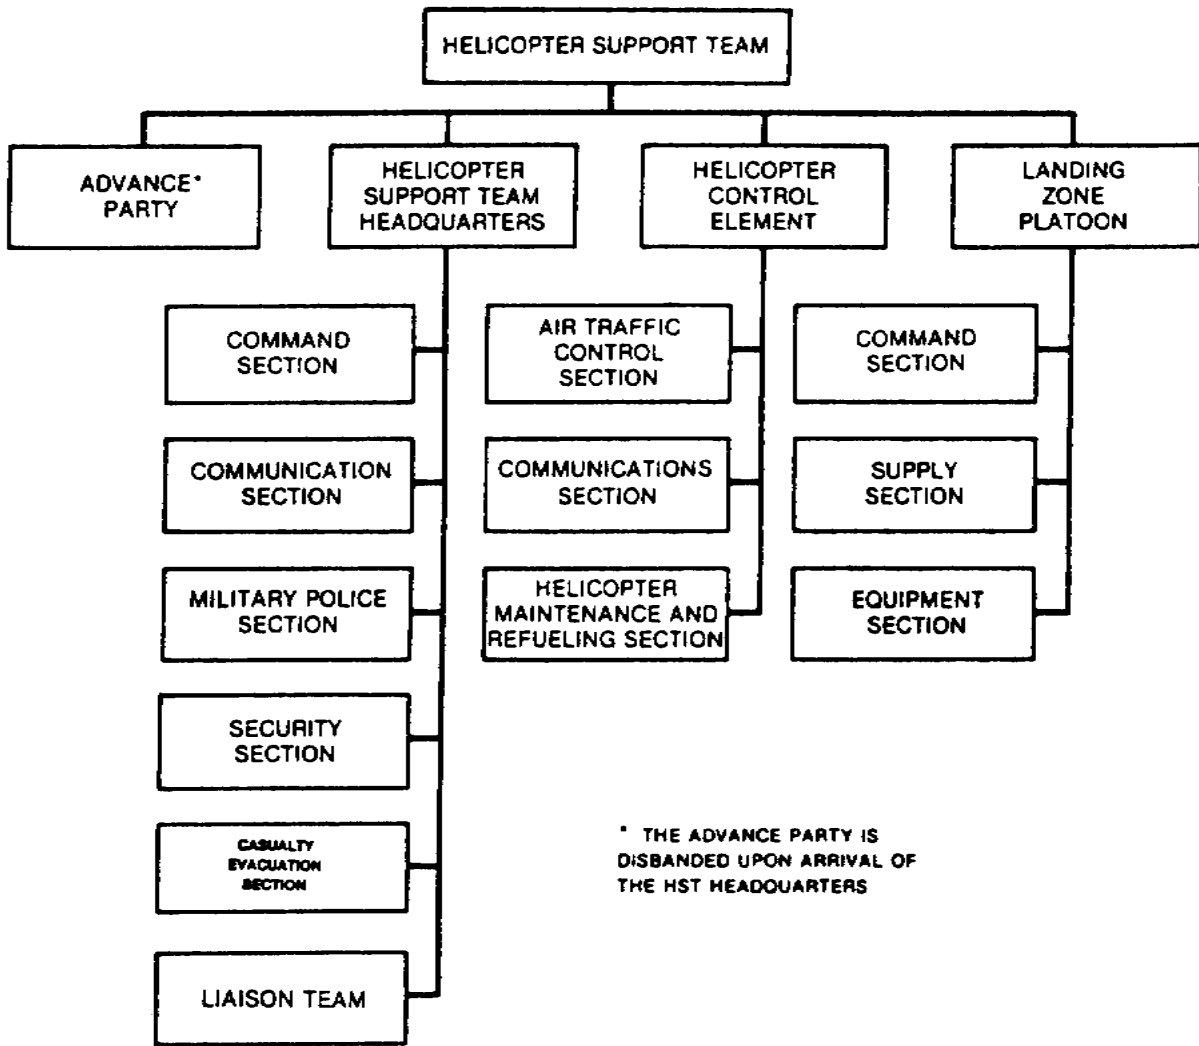 HELICOPTER SUPPORT TEAM
ADVANCE*
PARTY
HELICOPTER
SUPPORT TEAM
HEADQUARTERS
HELICOPTER
CONTROL
ELEMENT
LANDING
ZONE
PLATOON
COMMAND
SECTION
COMMUNICATION
SECTION
MILITARY POLICE
SECTION
SECURITY
SECTION
CASUALTY
EVACUATION
SECTION
LIAISON TEAM
AIR TRAFFIC
CONTROL
SECTION
COMMUNICATIONS
SECTION
HELICOPTER
MAINTENANCE AND
REFUELING SECTION
COMMAND
SECTION
SUPPLY
SECTION
EQUIPMENT
SECTION
* THE ADVANCE PARTY IS
DISBANDED UPON ARRIVAL OF
THE HST HEADQUARTERS